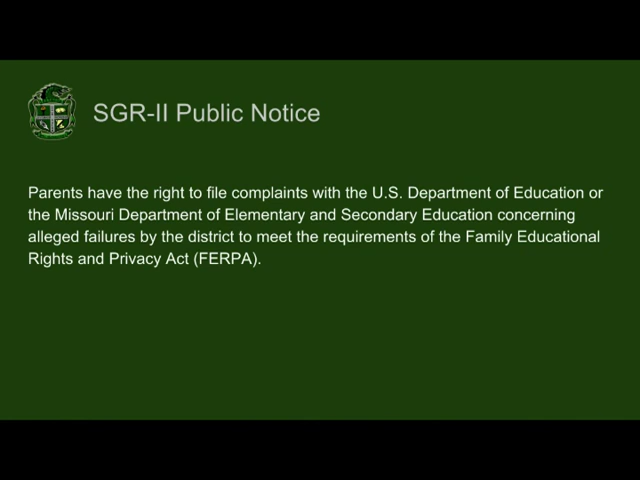 SGR-II Public Notice
Parents have the right to file complaints with the U.S. Department of Education or
the Missouri Department of Elementary and Secondary Education concerning
alleged failures by the district to meet the requirements of the Family Educational
Rights and Privacy Act (FERPA).